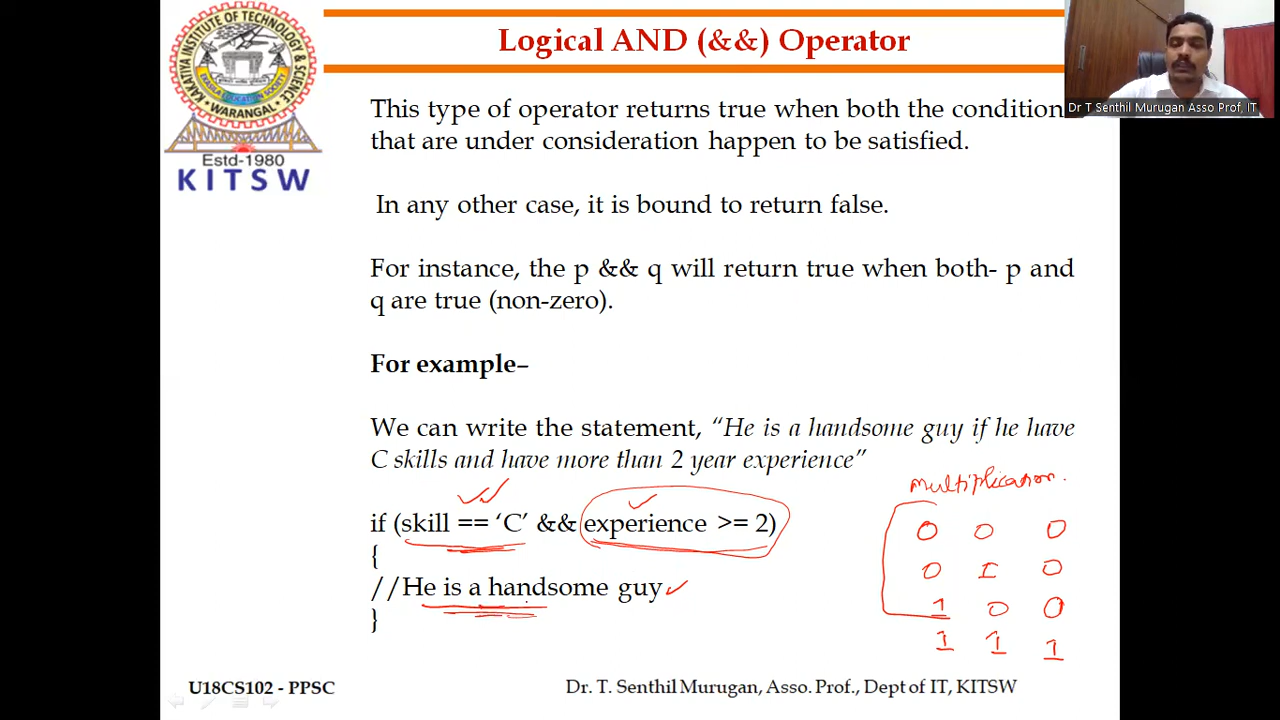 KAKATIYA INSTITUTE OF TECHNOLOGY & SCIENCE
WARANGAL
Estd-1980
KITSW
Logical AND (&&) Operator
Dr T Senthil Murugan Asso Prof, IT
This type of operator returns true when both the condition
that are under consideration happen to be satisfied.
In any other case, it is bound to return false.
For instance, the p && q will return true when both- p and
q are true (non-zero).
For example–
We can write the statement, “He is a handsome guy if he have
C skills and have more than 2 year experience”
multiplication.
if (skill == ‘C’ && experience >= 2)
{
//He is a handsome guy
}
0 0 0
0 1 0
1 0 0
1 1 1
U18CS102 - PPSC
Dr. T. Senthil Murugan, Asso. Prof., Dept of IT, KITSW